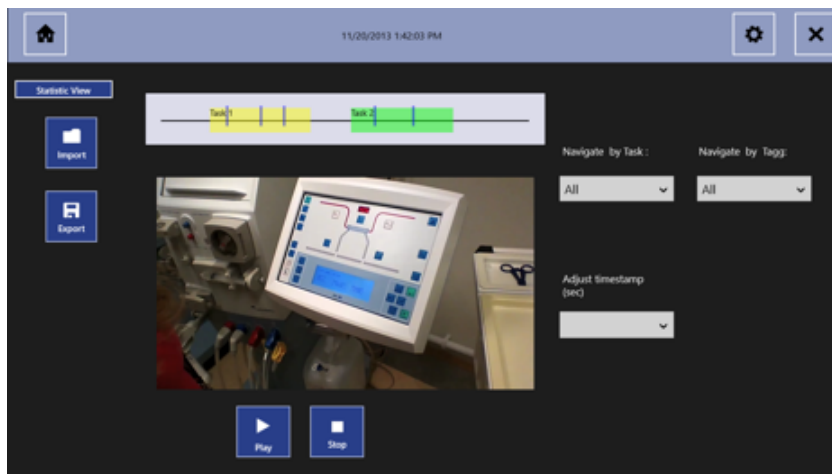 11/20/2013 1:42:03 PM
Statistic View
Task 1
Task 2
Import
Navigate by Task :
Navigate by Tagg:
All
All
Export
Adjust timestamp
(sec)
Play
Stop